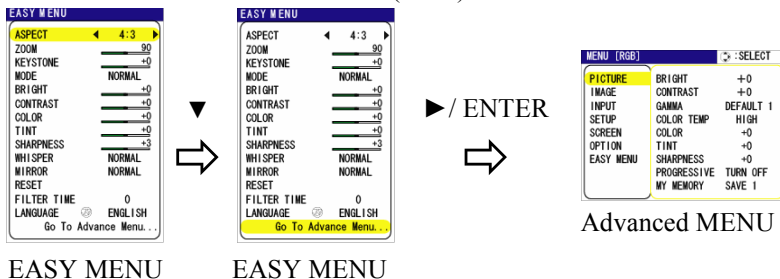 EASY MENU
ASPECT 4:3
ZOOM 90
KEYSTONE +0
MODE NORMAL
BRIGHT +0
CONTRAST +0
COLOR +0
TINT +0
SHARPNESS +3
WHISPER NORMAL
MIRROR NORMAL
RESET
FILTER TIME 0
LANGUAGE ENGLISH
Go To Advance Menu...
EASY MENU
▼
EASY MENU
ASPECT 4:3
ZOOM 90
KEYSTONE +0
MODE NORMAL
BRIGHT +0
CONTRAST +0
COLOR +0
TINT +0
SHARPNESS +3
WHISPER NORMAL
MIRROR NORMAL
RESET
FILTER TIME 0
LANGUAGE ENGLISH
Go To Advance Menu...
EASY MENU
►/ ENTER
MENU [RGB] :SELECT
PICTURE BRIGHT +0
IMAGE CONTRAST +0
INPUT GAMMA DEFAULT 1
SETUP COLOR TEMP HIGH
SCREEN COLOR +0
OPTION TINT +0
EASY MENU SHARPNESS +0
PROGRESSIVE TURN OFF
MY MEMORY SAVE 1
Advanced MENU